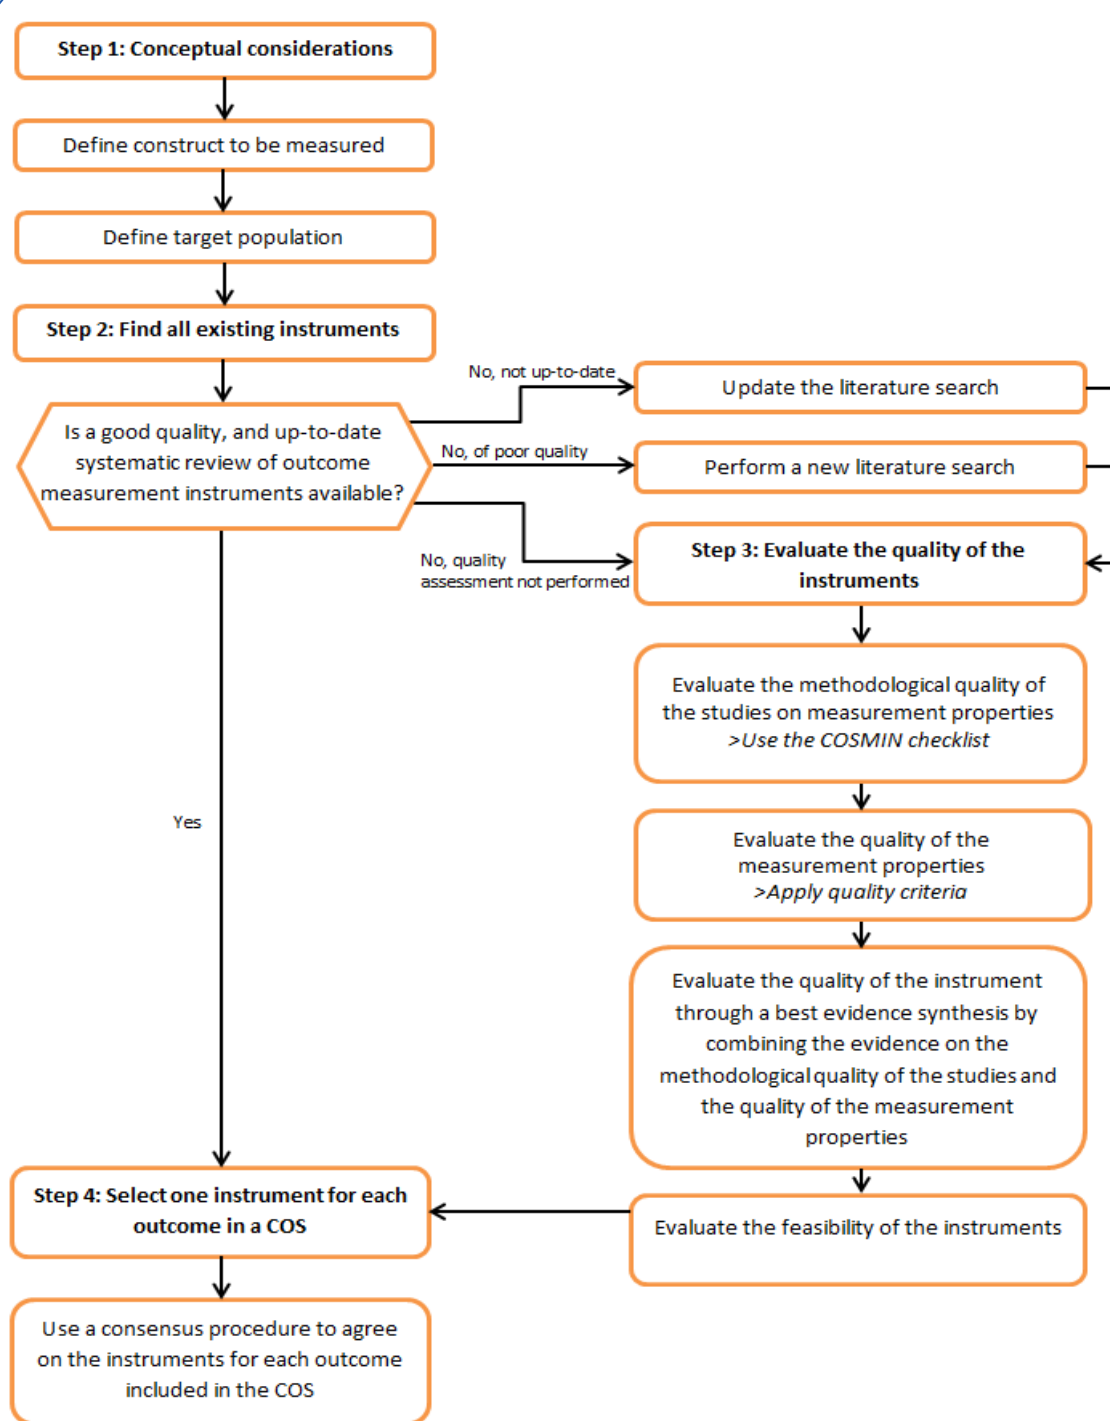 Step 1: Conceptual considerations
Define construct to be measured
Define target population
Step 2: Find all existing instruments
Is a good quality, and up-to-date
systematic review of outcome
measurement instruments available?
No, not up-to-date
Update the literature search
No, of poor quality
Perform a new literature search
No, quality
assessment not performed
Step 3: Evaluate the quality of the
instruments
Evaluate the methodological quality of
the studies on measurement properties
>Use the COSMIN checklist
Evaluate the quality of the
measurement properties
>Apply quality criteria
Evaluate the quality of the instrument
through a best evidence synthesis by
combining the evidence on the
methodological quality of the studies and
the quality of the measurement
properties
Evaluate the feasibility of the instruments
Yes
Step 4: Select one instrument for each
outcome in a COS
Use a consensus procedure to agree
on the instruments for each outcome
included in the COS